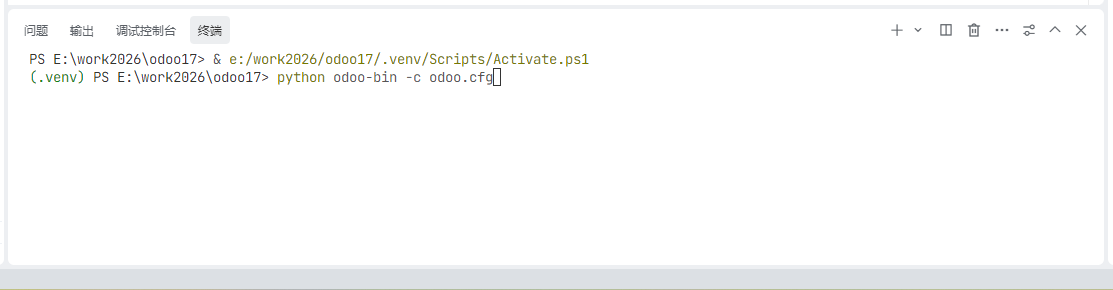 问题 输出 调试控制台 终端
PS E:\work2026\odoo17> & e:/work2026/odoo17/.venv/Scripts/Activate.ps1
(.venv) PS E:\work2026\odoo17> python odoo-bin -c odoo.cfg